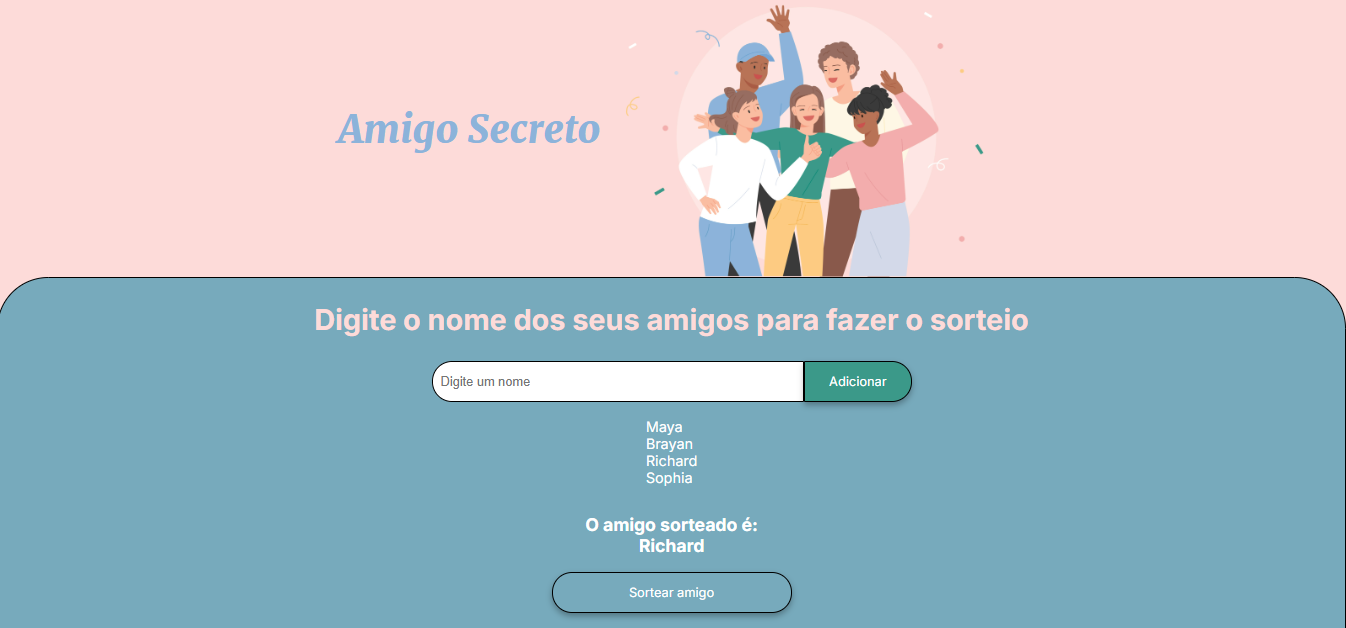 Amigo Secreto
Digite o nome dos seus amigos para fazer o sorteio
Digite um nome
Adicionar
Maya
Brayan
Richard
Sophia
O amigo sorteado é:
Richard
Sortear amigo